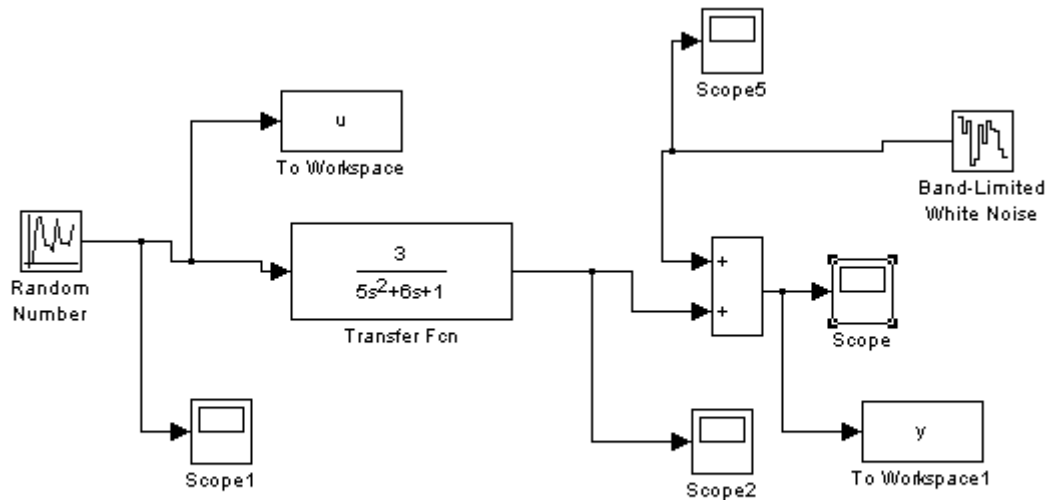 Scope5
u
To Workspace
Band-Limited
White Noise
Random
Number
3
5s²+6s+1
Transfer Fcn
+
+
Scope
Scope1
Scope2
y
To Workspace1